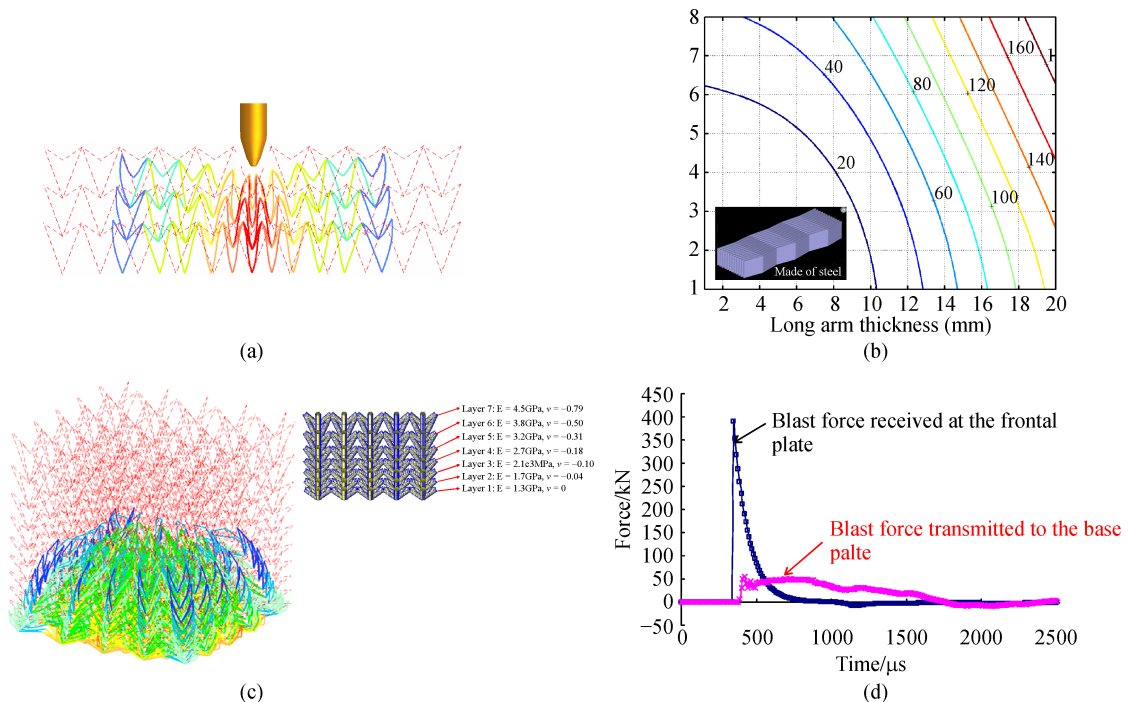 8
7
6
5
4
3
2
1
20
40
60
80
100
120
140
160
1
Made of steel
2 4 6 8 10 12 14 16 18 20
Long arm thickness (mm)
(a)
(b)
Layer 7: E = 4.5GPa, v = −0.79
Layer 6: E = 3.8GPa, v = −0.50
Layer 5: E = 3.2GPa, v = −0.31
Layer 4: E = 2.7GPa, v = −0.18
Layer 3: E = 2.1e3MPa, v = −0.10
Layer 2: E = 1.7GPa, v = −0.04
Layer 1: E = 1.3GPa, v = 0
(c)
450
400
350
300
250
200
150
100
50
0
−50
Force/kN
Blast force received at the frontal
plate
Blast force transmitted to the base
palte
0 500 1000 1500 2000 2500
Time/μs
(d)